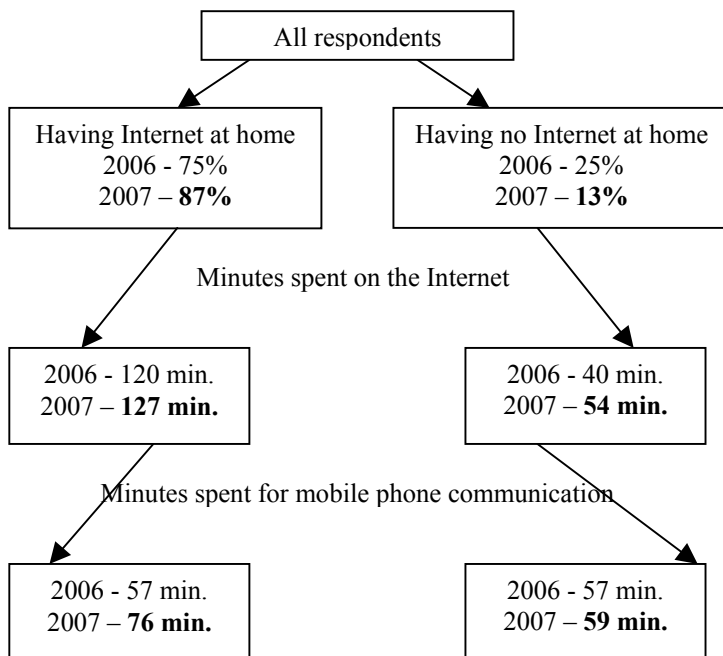 All respondents
Having Internet at home
2006 - 75%
2007 – 87%
Having no Internet at home
2006 - 25%
2007 – 13%
Minutes spent on the Internet
2006 - 120 min.
2007 – 127 min.
2006 - 40 min.
2007 – 54 min.
Minutes spent for mobile phone communication
2006 - 57 min.
2007 – 76 min.
2006 - 57 min.
2007 – 59 min.